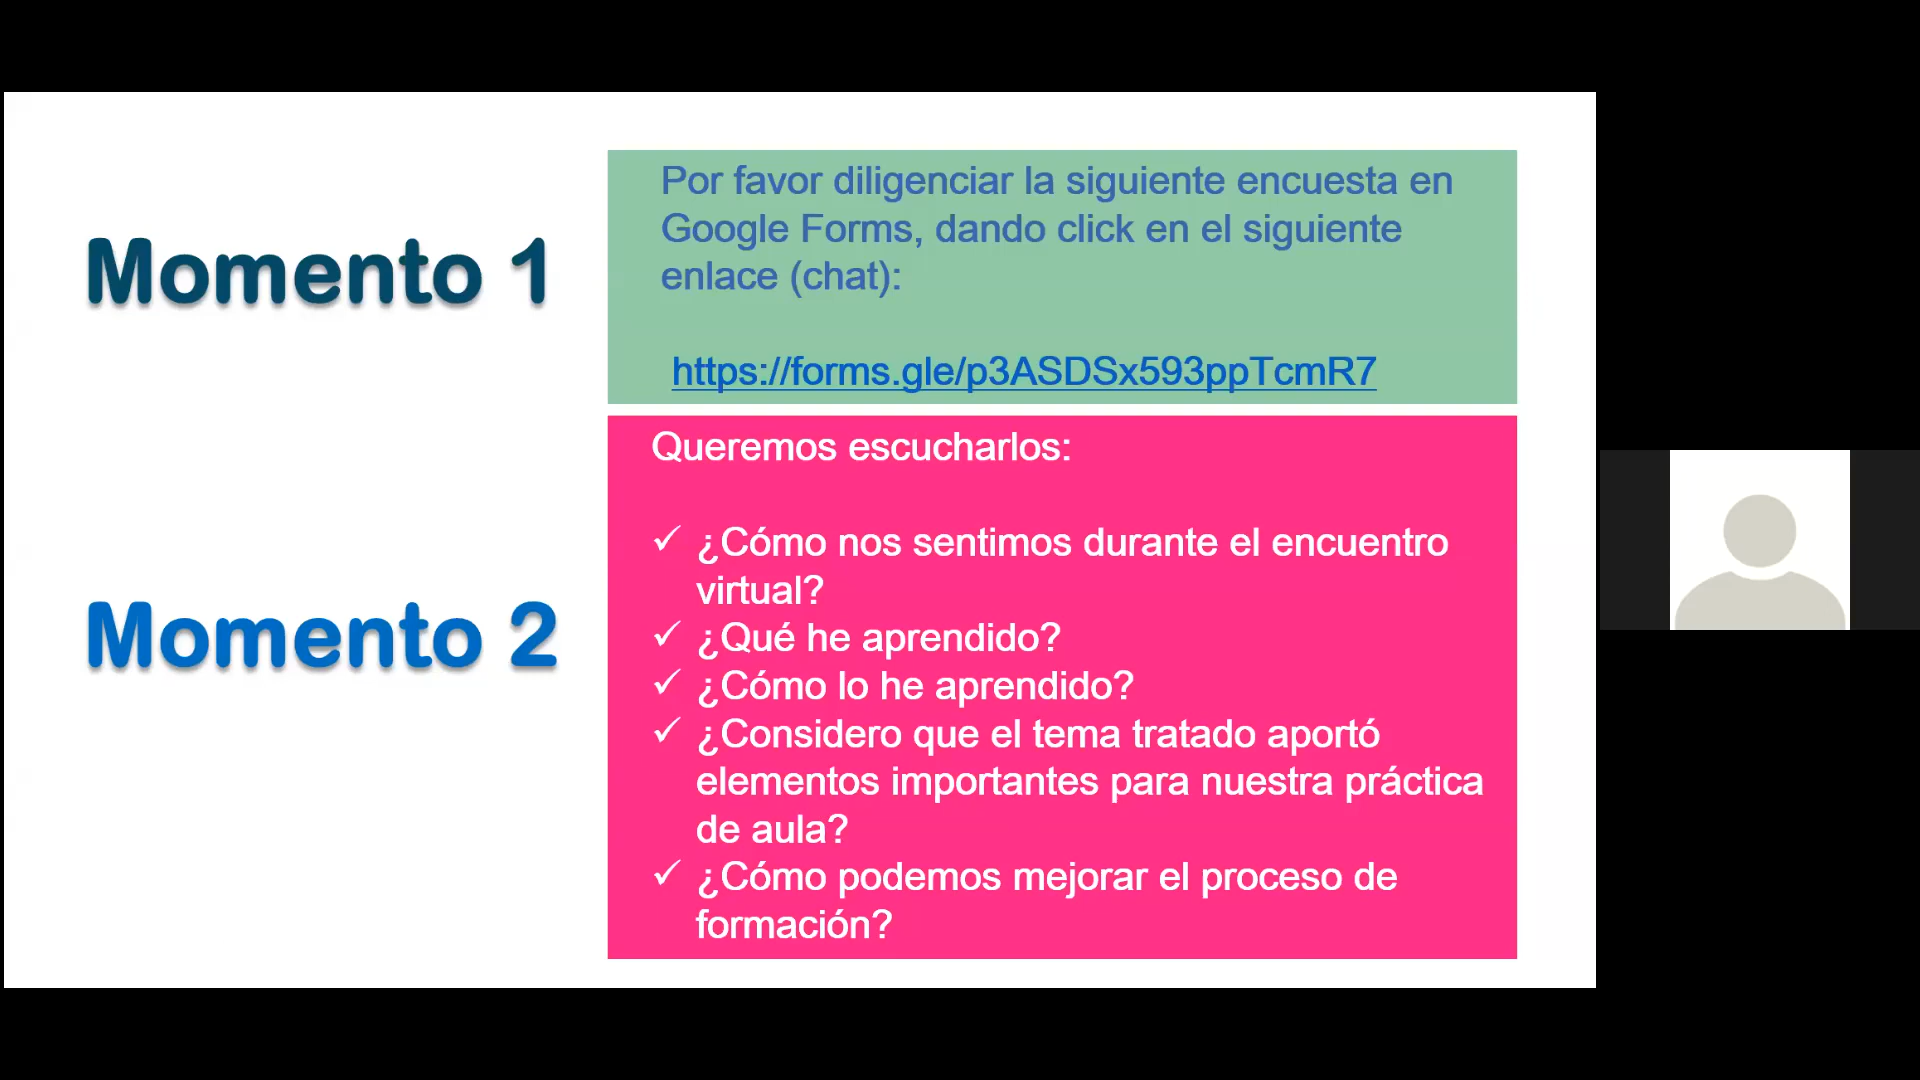 Momento 1
Por favor diligenciar la siguiente encuesta en
Google Forms, dando click en el siguiente
enlace (chat):
https://forms.gle/p3ASDSx593ppTcmR7
Momento 2
Queremos escucharlos:
✓ ¿Cómo nos sentimos durante el encuentro
virtual?
✓ ¿Qué he aprendido?
✓ ¿Cómo lo he aprendido?
✓ ¿Considero que el tema tratado aportó
elementos importantes para nuestra práctica
de aula?
✓ ¿Cómo podemos mejorar el proceso de
formación?